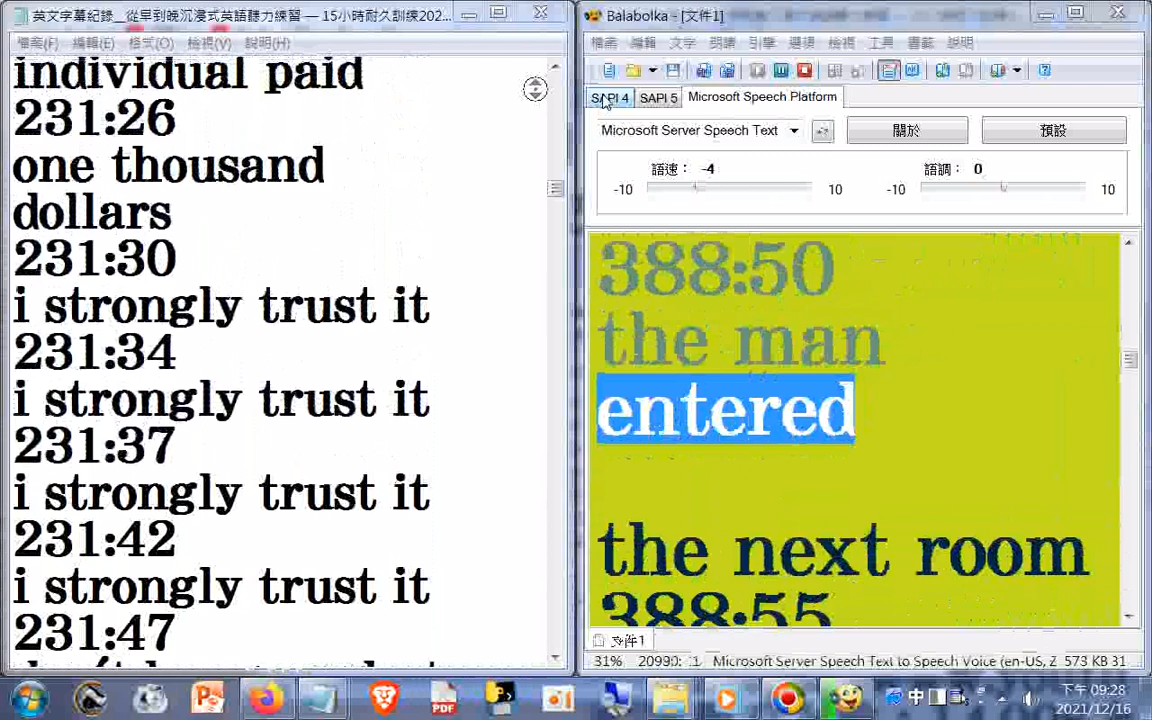 英文字幕紀錄__從早到晚沉浸式英語聽力練習 — 15小時耐久訓練202...
檔案(F) 編輯(E) 格式(O) 檢視(V) 說明(H)
individual paid
231:26
one thousand
dollars
231:30
i strongly trust it
231:34
i strongly trust it
231:37
i strongly trust it
231:42
i strongly trust it
231:47
Balabolka - [文件1]
檔案 編輯 文字 朗讀 引擎 選項 檢視 工具 書籤 說明
SAPI 4 SAPI 5 Microsoft Speech Platform
Microsoft Server Speech Text 關於 預設
語速： -4 語調： 0
-10 10 -10 10
388:50
the man
entered
the next room
388:55
文件1
31% Microsoft Server Speech Text to Speech Voice (en-US, Z 573 KB 31
中 下午 09:28
2021/12/16